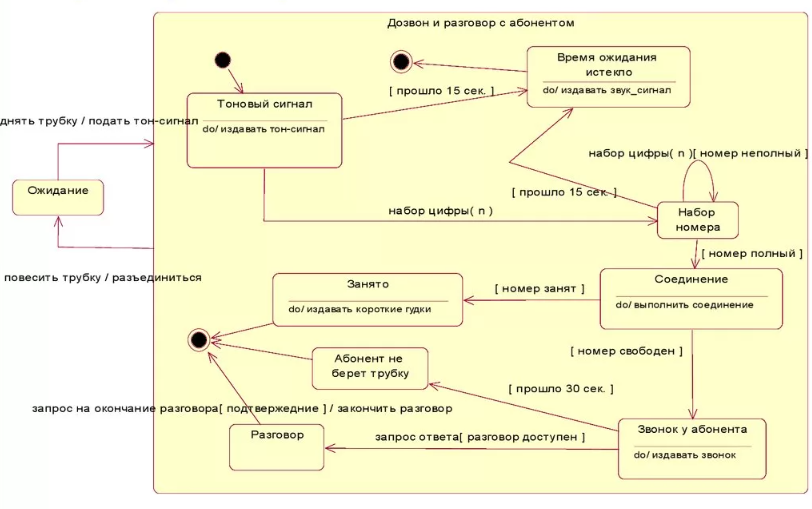 Дозвон и разговор с абонентом
Время ожидания
истекло
do/ издавать звук_сигнал
[ прошло 15 сек. ]
Тоновый сигнал
do/ издавать тон-сигнал
днять трубку / подать тон-сигнал
набор цифры( n )[ номер неполный ]
Ожидание
[ прошло 15 сек. ]
набор цифры( n )
Набор
номера
[ номер полный ]
повесить трубку / разъединиться
Занято
do/ издавать короткие гудки
[ номер занят ]
Соединение
do/ выполнить соединение
[ номер свободен ]
Абонент не
берет трубку
[ прошло 30 сек. ]
запрос на окончание разговора[ подтвержедние ] / закончить разговор
Разговор
запрос ответа[ разговор доступен ]
Звонок у абонента
do/ издавать звонок